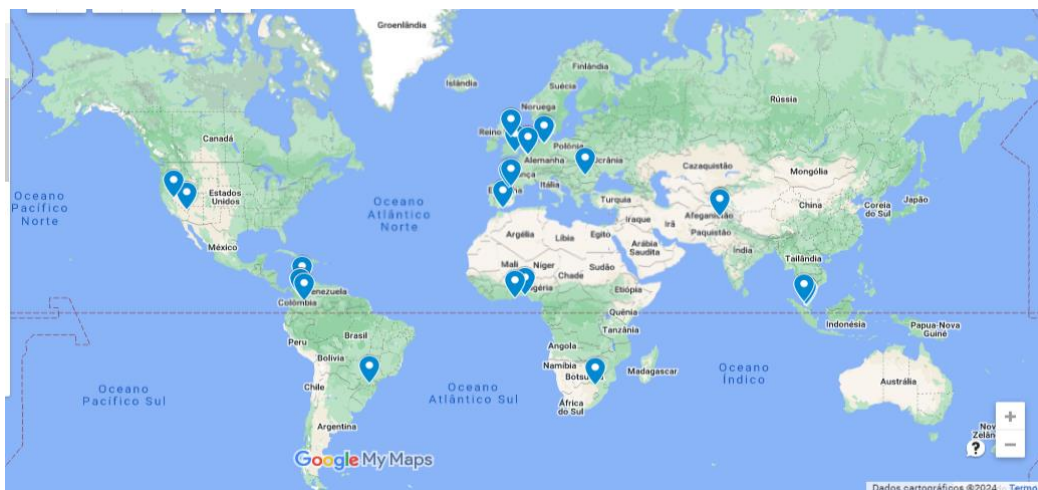 Groenlândia
Islândia
Finlândia
Suécia
Noruega
Rússia
Canadá
Reino
Polônia
Alemanha
Ucrânia
Cazaquistão
Mongólia
Oceano
Pacífico
Norte
Estados
Unidos
Oceano
Atlântico
Norte
Itália
Turquia
China
Coreia
do Sul
Japão
Afeganistão
Iraque
Irã
Paquistão
México
Argélia
Líbia
Egito
Arábia
Saudita
Índia
Mali
Níger
Chade
Sudão
Tailândia
Venezuela
Colômbia
Etiópia
Quênia
Indonésia
Papua-Nova
Guiné
Peru
Brasil
Tanzânia
Angola
Bolívia
Namíbia
Madagascar
Oceano
Índico
Chile
Oceano
Pacífico Sul
Oceano
Atlântico Sul
África
do Sul
Austrália
Argentina
Google My Maps
+
−
?
Dados cartográficos ©2024
Termo